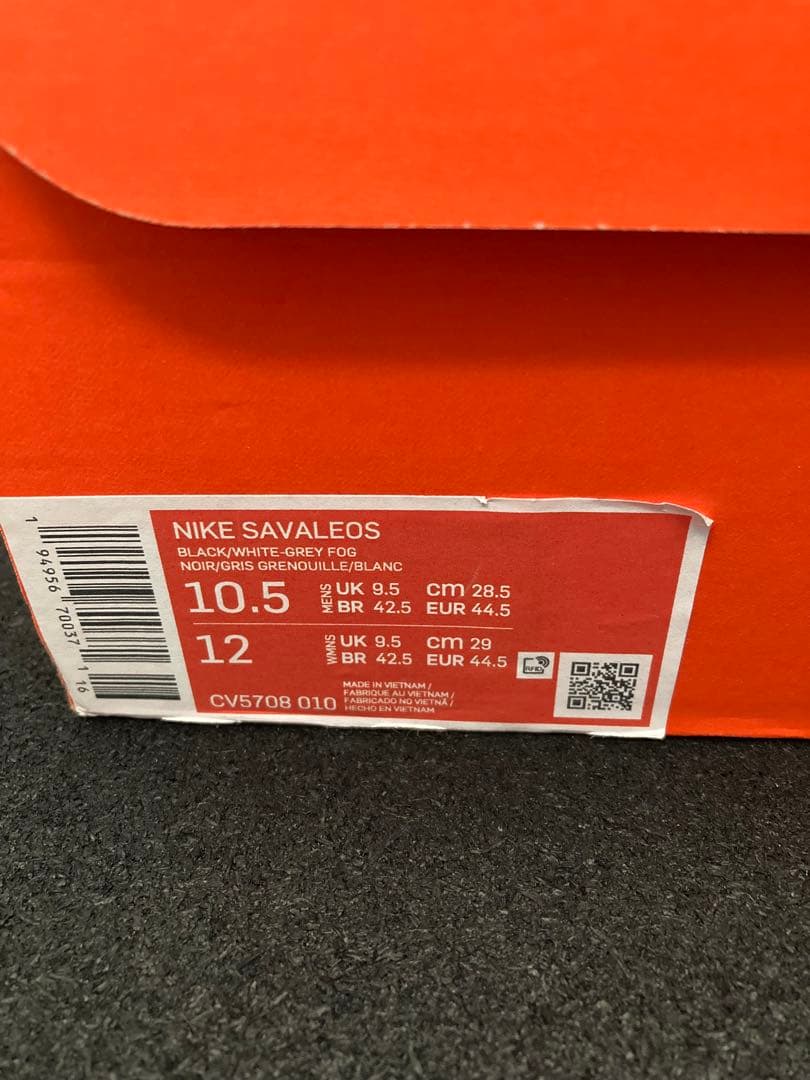 NIKE SAVALEOS
BLACK/WHITE-GREY FOG
NOIR/GRIS GRENOUILLE/BLANC
10.5 MENS UK 9.5 cm 28.5
BR 42.5 EUR 44.5
12 WMNS UK 9.5 cm 29
BR 42.5 EUR 44.5
RFID
CV5708 010
MADE IN VIETNAM /
FABRIQUE AU VIETNAM /
FABRICADO NO VIETNÃ /
HECHO EN VIETNAM
1 94956 70037 1 16